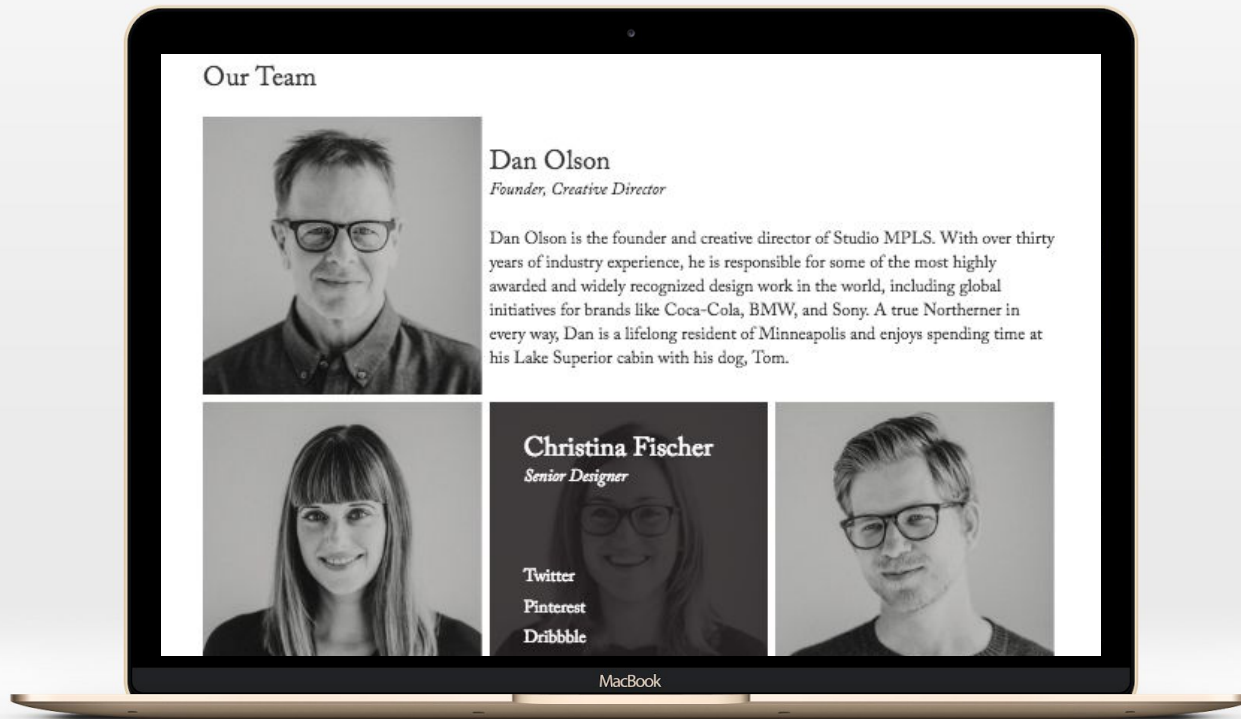 Our Team
Dan Olson
Founder, Creative Director
Dan Olson is the founder and creative director of Studio MPLS. With over thirty
years of industry experience, he is responsible for some of the most highly
awarded and widely recognized design work in the world, including global
initiatives for brands like Coca-Cola, BMW, and Sony. A true Northerner in
every way, Dan is a lifelong resident of Minneapolis and enjoys spending time at
his Lake Superior cabin with his dog, Tom.
Christina Fischer
Senior Designer
Twitter
Pinterest
Dribbble
MacBook